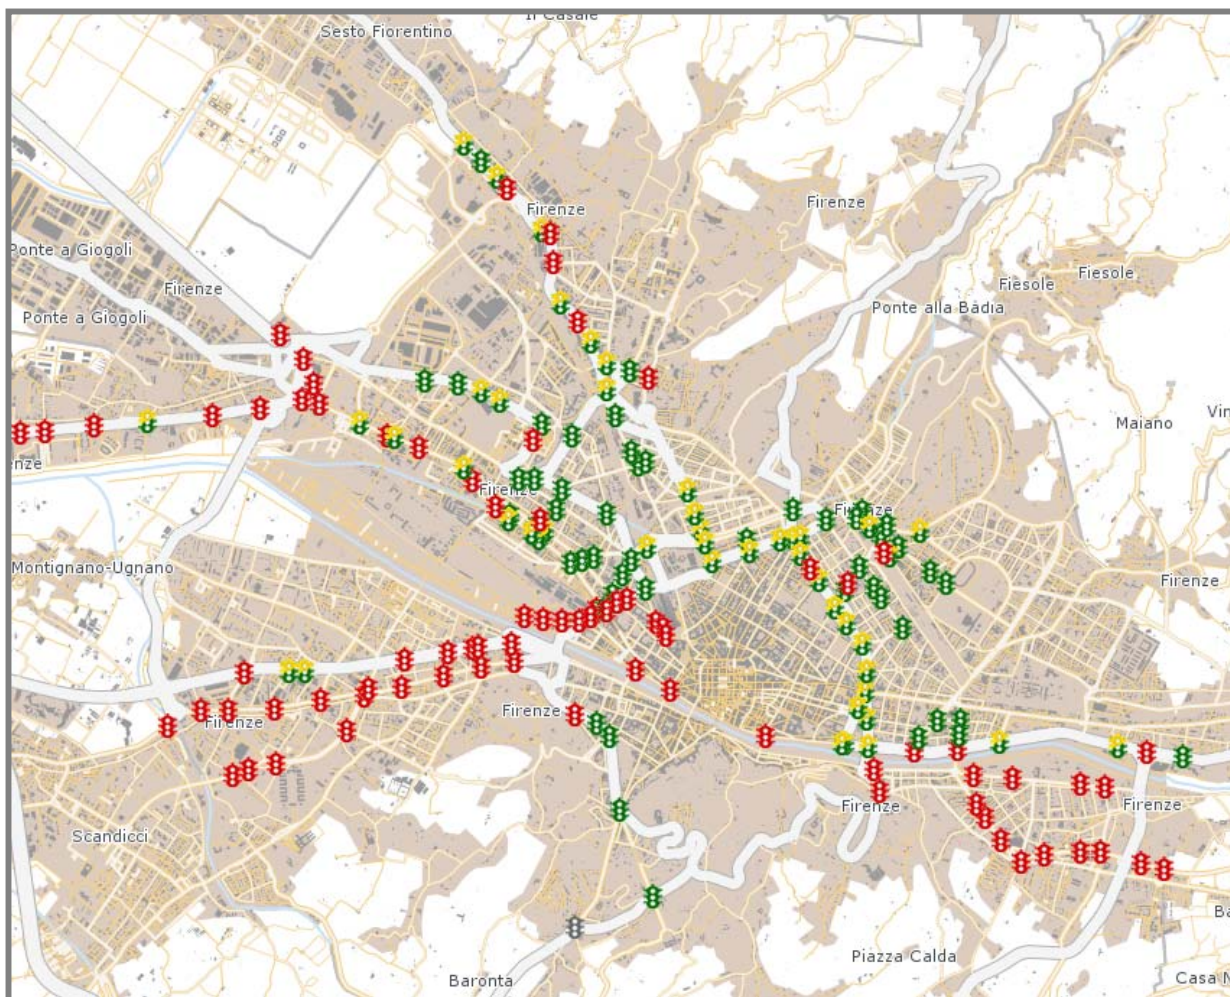 Il Casale
Sesto Fiorentino
Firenze
Firenze
Ponte a Giogoli
Fiesole
Fiesole
Firenze
Ponte a Giogoli
Ponte alla Badia
Maiano
Firenze
Firenze
Montignano-Ugnano
Firenze
Firenze
Firenze
Firenze
Firenze
Scandicci
Piazza Calda
Baronta
Casa N